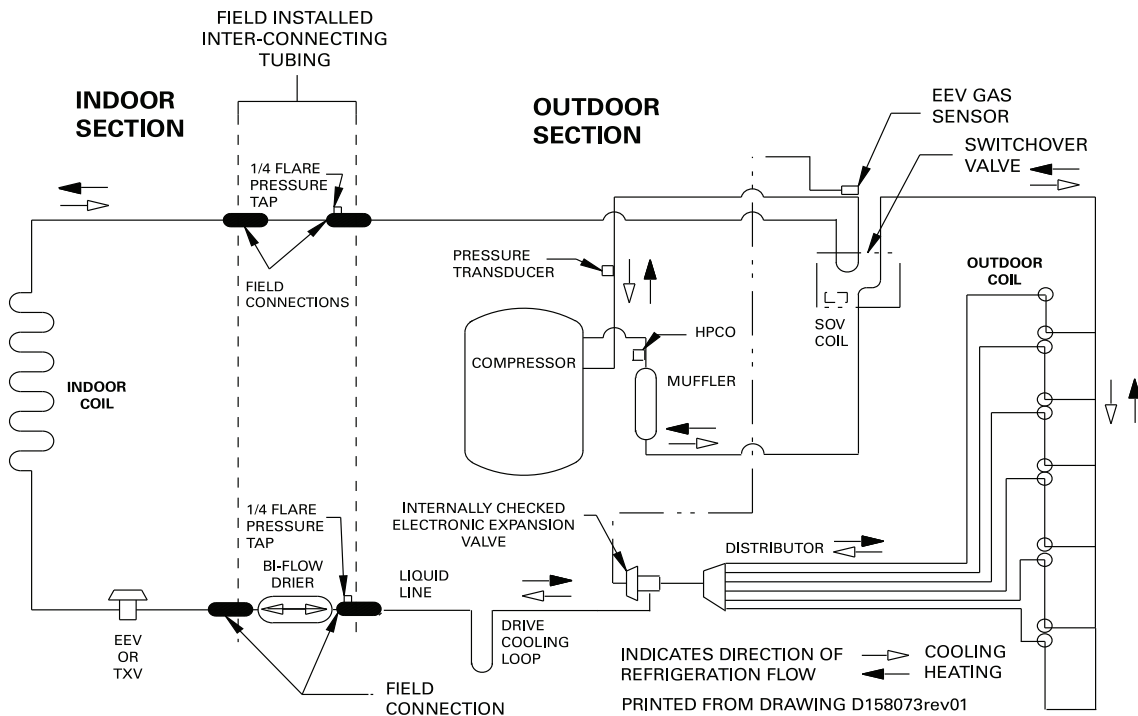 FIELD INSTALLED
INTER-CONNECTING
TUBING
INDOOR
SECTION
OUTDOOR
SECTION
EEV GAS
SENSOR
SWITCHOVER
VALVE
1/4 FLARE
PRESSURE
TAP
FIELD
CONNECTIONS
PRESSURE
TRANSDUCER
OUTDOOR
COIL
SOV
COIL
HPCO
COMPRESSOR
MUFFLER
INDOOR
COIL
INTERNALLY CHECKED
ELECTRONIC EXPANSION
VALVE
1/4 FLARE
PRESSURE
TAP
BI-FLOW
DRIER
LIQUID
LINE
DISTRIBUTOR
EEV
OR
TXV
DRIVE
COOLING
LOOP
FIELD
CONNECTION
INDICATES DIRECTION OF
REFRIGERATION FLOW
COOLING
HEATING
PRINTED FROM DRAWING D158073rev01